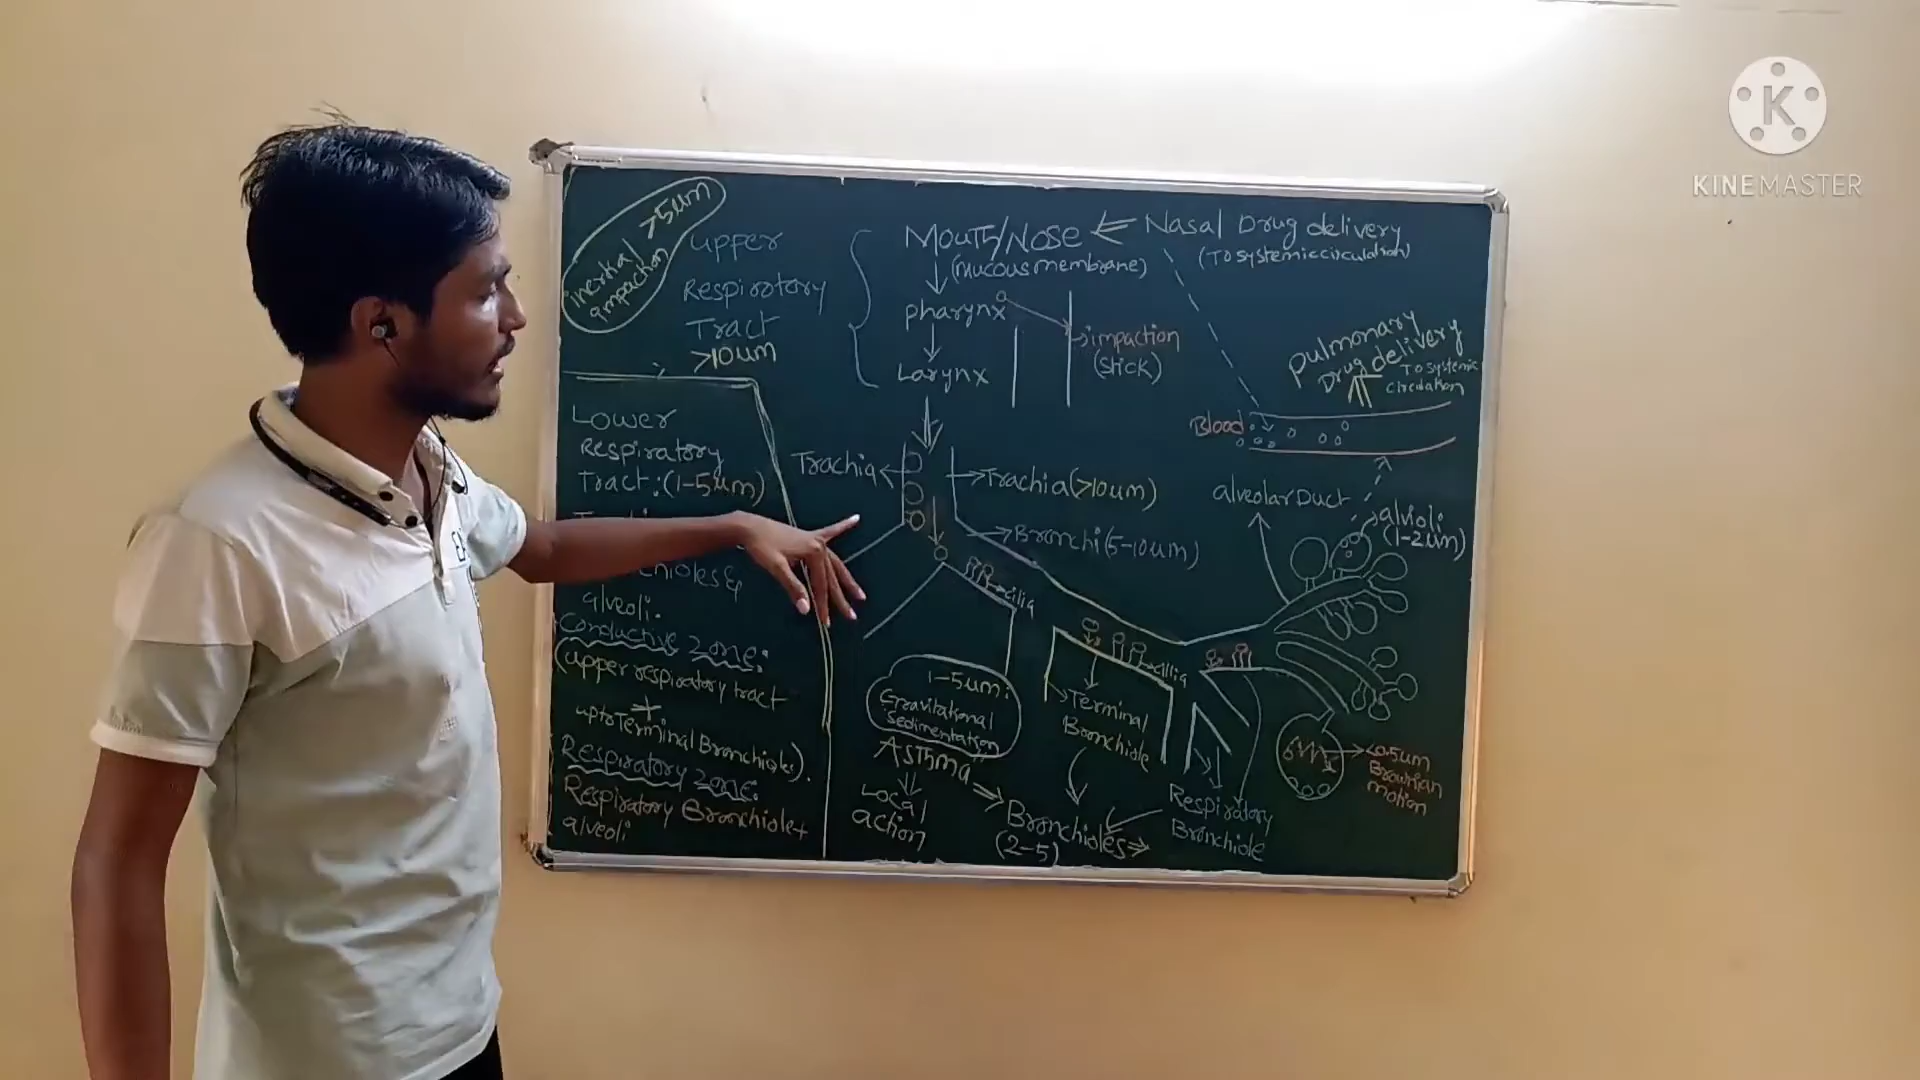 inertial >5um
impaction
upper
Respirotory
Tract
>10um
Mouth/Nose
(Mucous membrane)
pharynx
Larynx
Nasal Drug delivery
(To systemic circulation)
impaction
(stick)
pulmonary
Drug delivery
To systemic
circulation
Blood
Lower
Respiratory
Tract:(1-5um)
alveoli.
Conductive zone:
(upper respiratory tract
+
upto Terminal Bronchioles).
Respiratory zone:
Respiratory Bronchiole+
alveoli
Trachia
Trachia(>10um)
Bronchi(5-10um)
cilia
1-5um:
Gravitational
Sedimentation
Asthma
Local
action
Bronchioles
(2-5)
Terminal
Bronchiole
cillia
Respiratory
Bronchiole
alveolar Duct
alvioli
(1-2um)
<0.5um
Brownian
motion
K
KINEMASTER